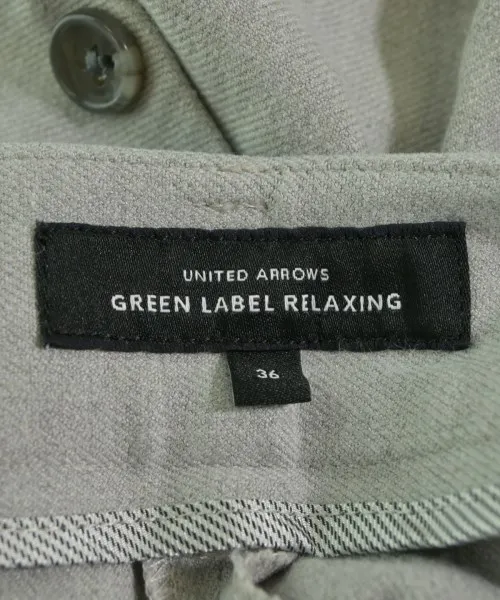 UNITED ARROWS
GREEN LABEL RELAXING
36